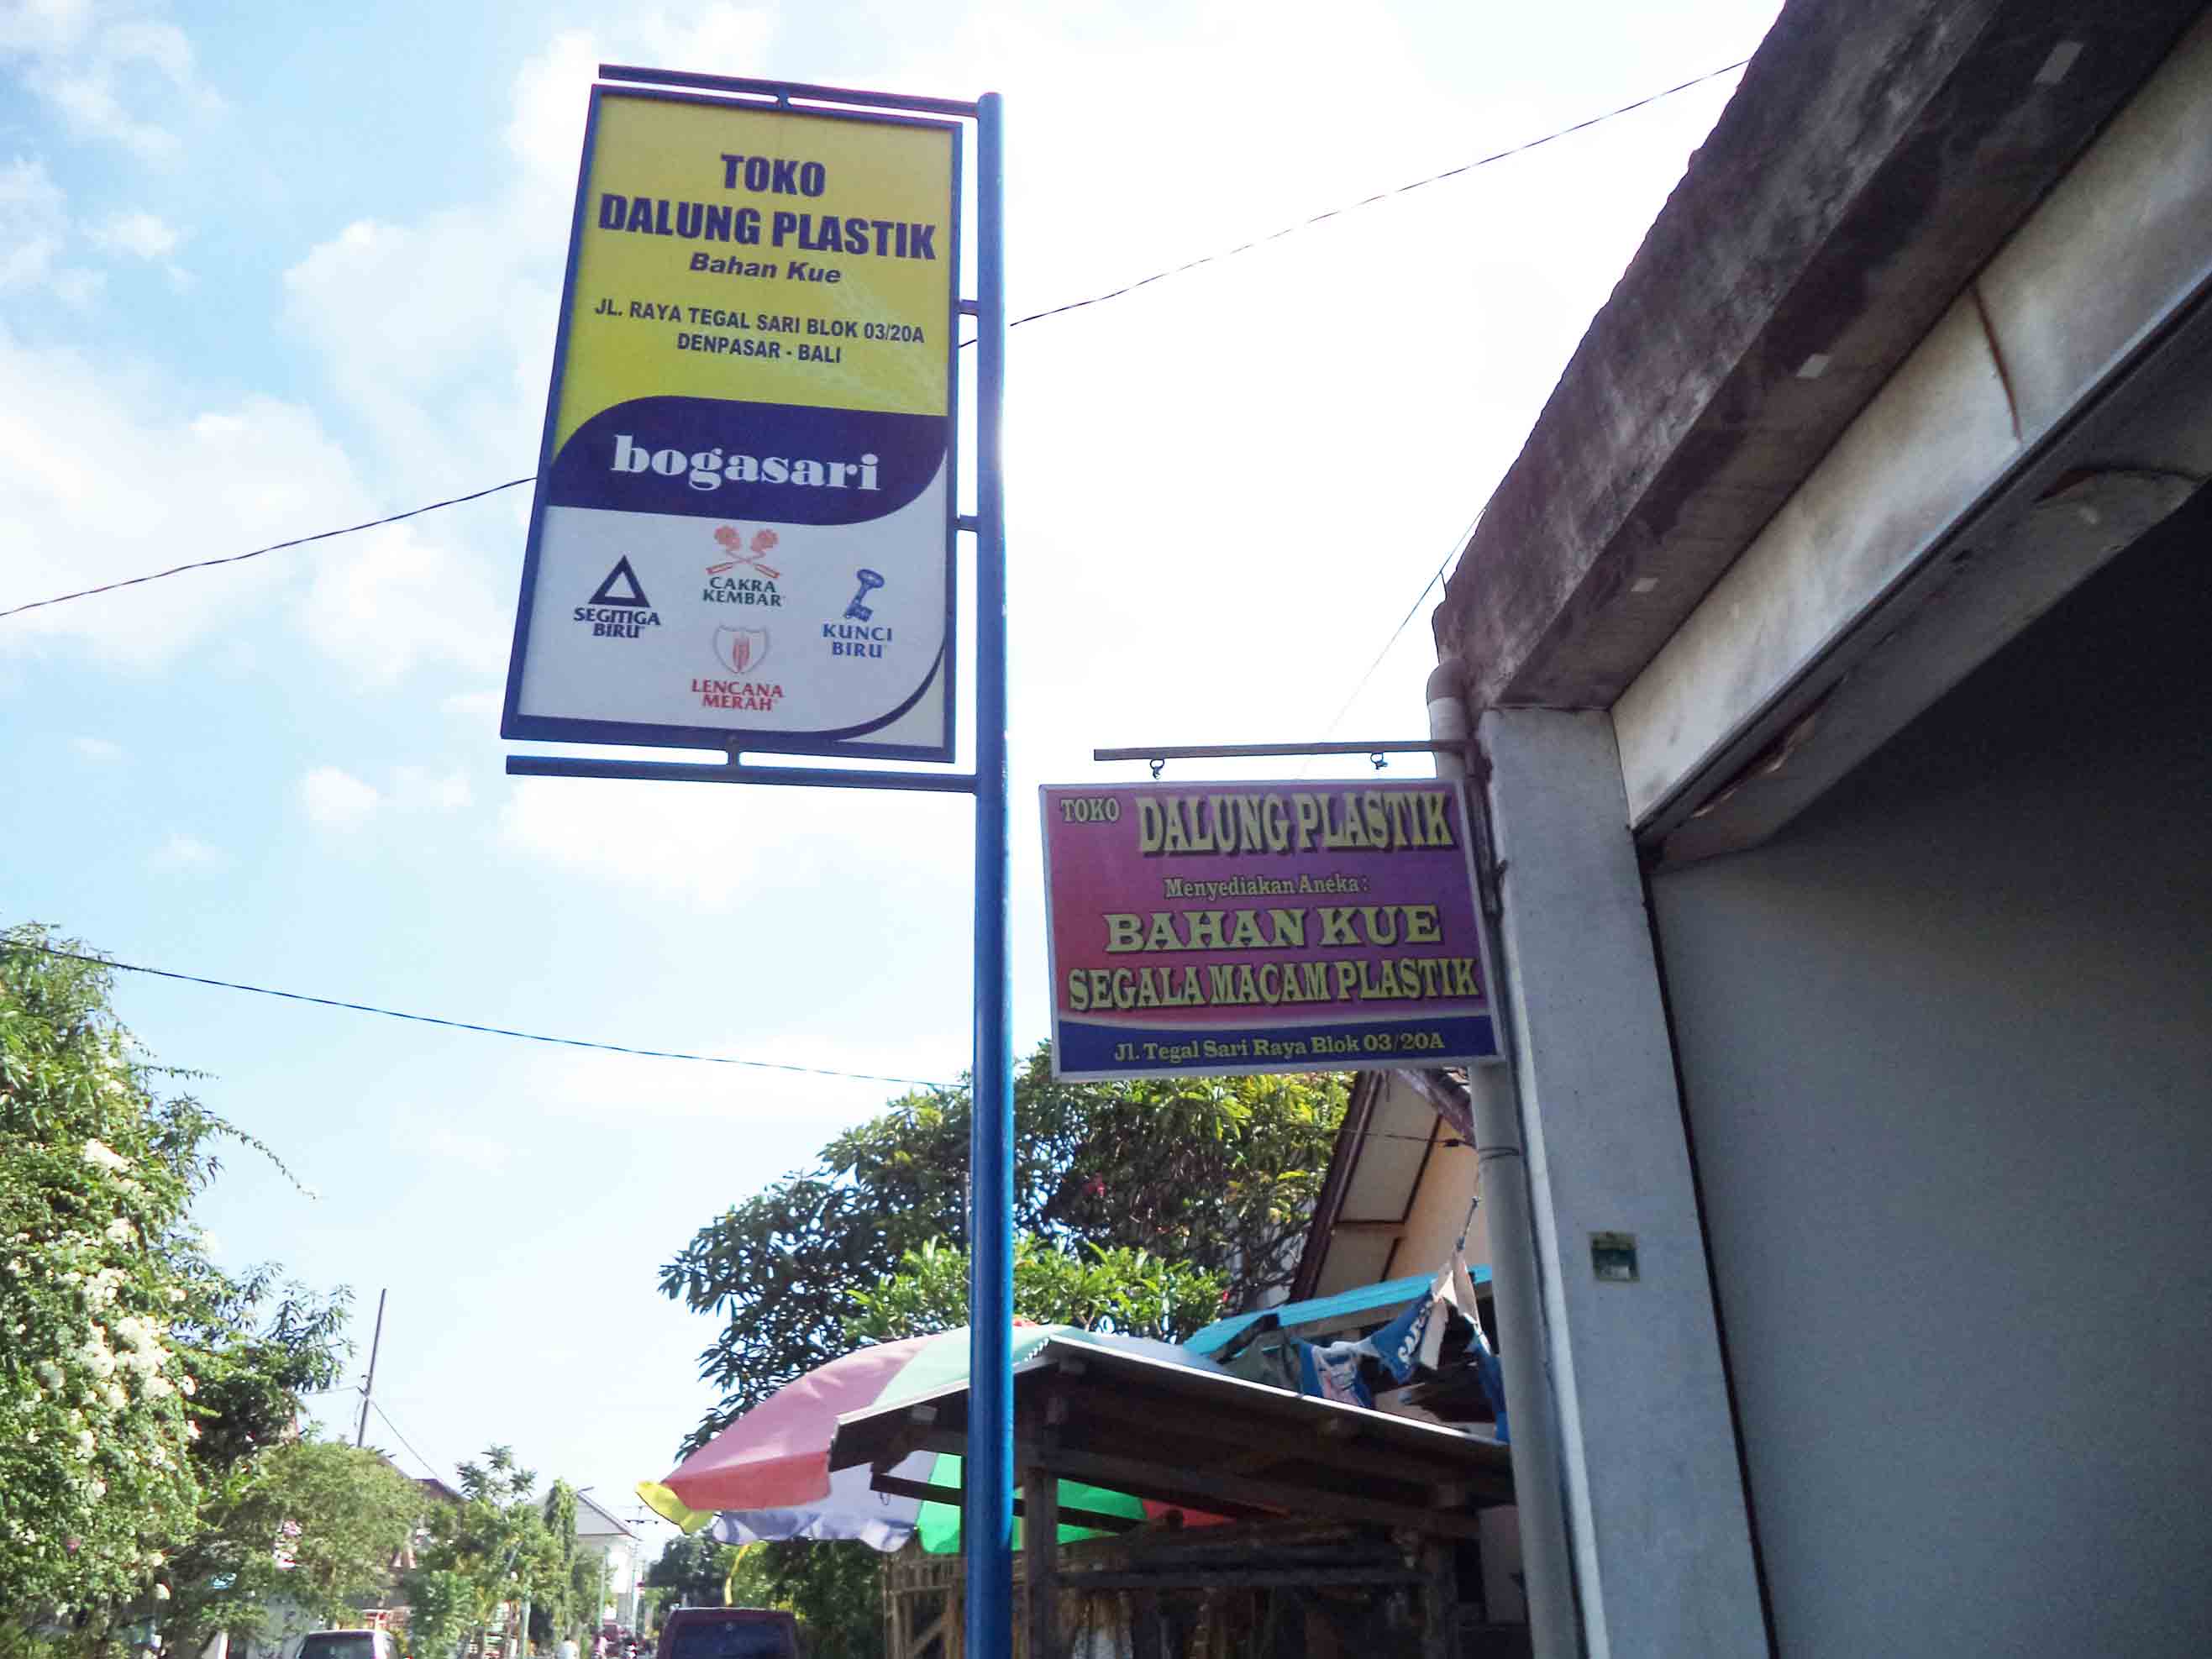 TOKO
DALUNG PLASTIK
Bahan Kue
JL. RAYA TEGAL SARI BLOK 03/20A
DENPASAR - BALI
bogasari
SEGITIGA
BIRU
CAKRA
KEMBAR
KUNCI
BIRU
LENCANA
MERAH
TOKO DALUNG PLASTIK
Menyediakan Aneka :
BAHAN KUE
SEGALA MACAM PLASTIK
Jl. Tegal Sari Raya Blok 03/20A